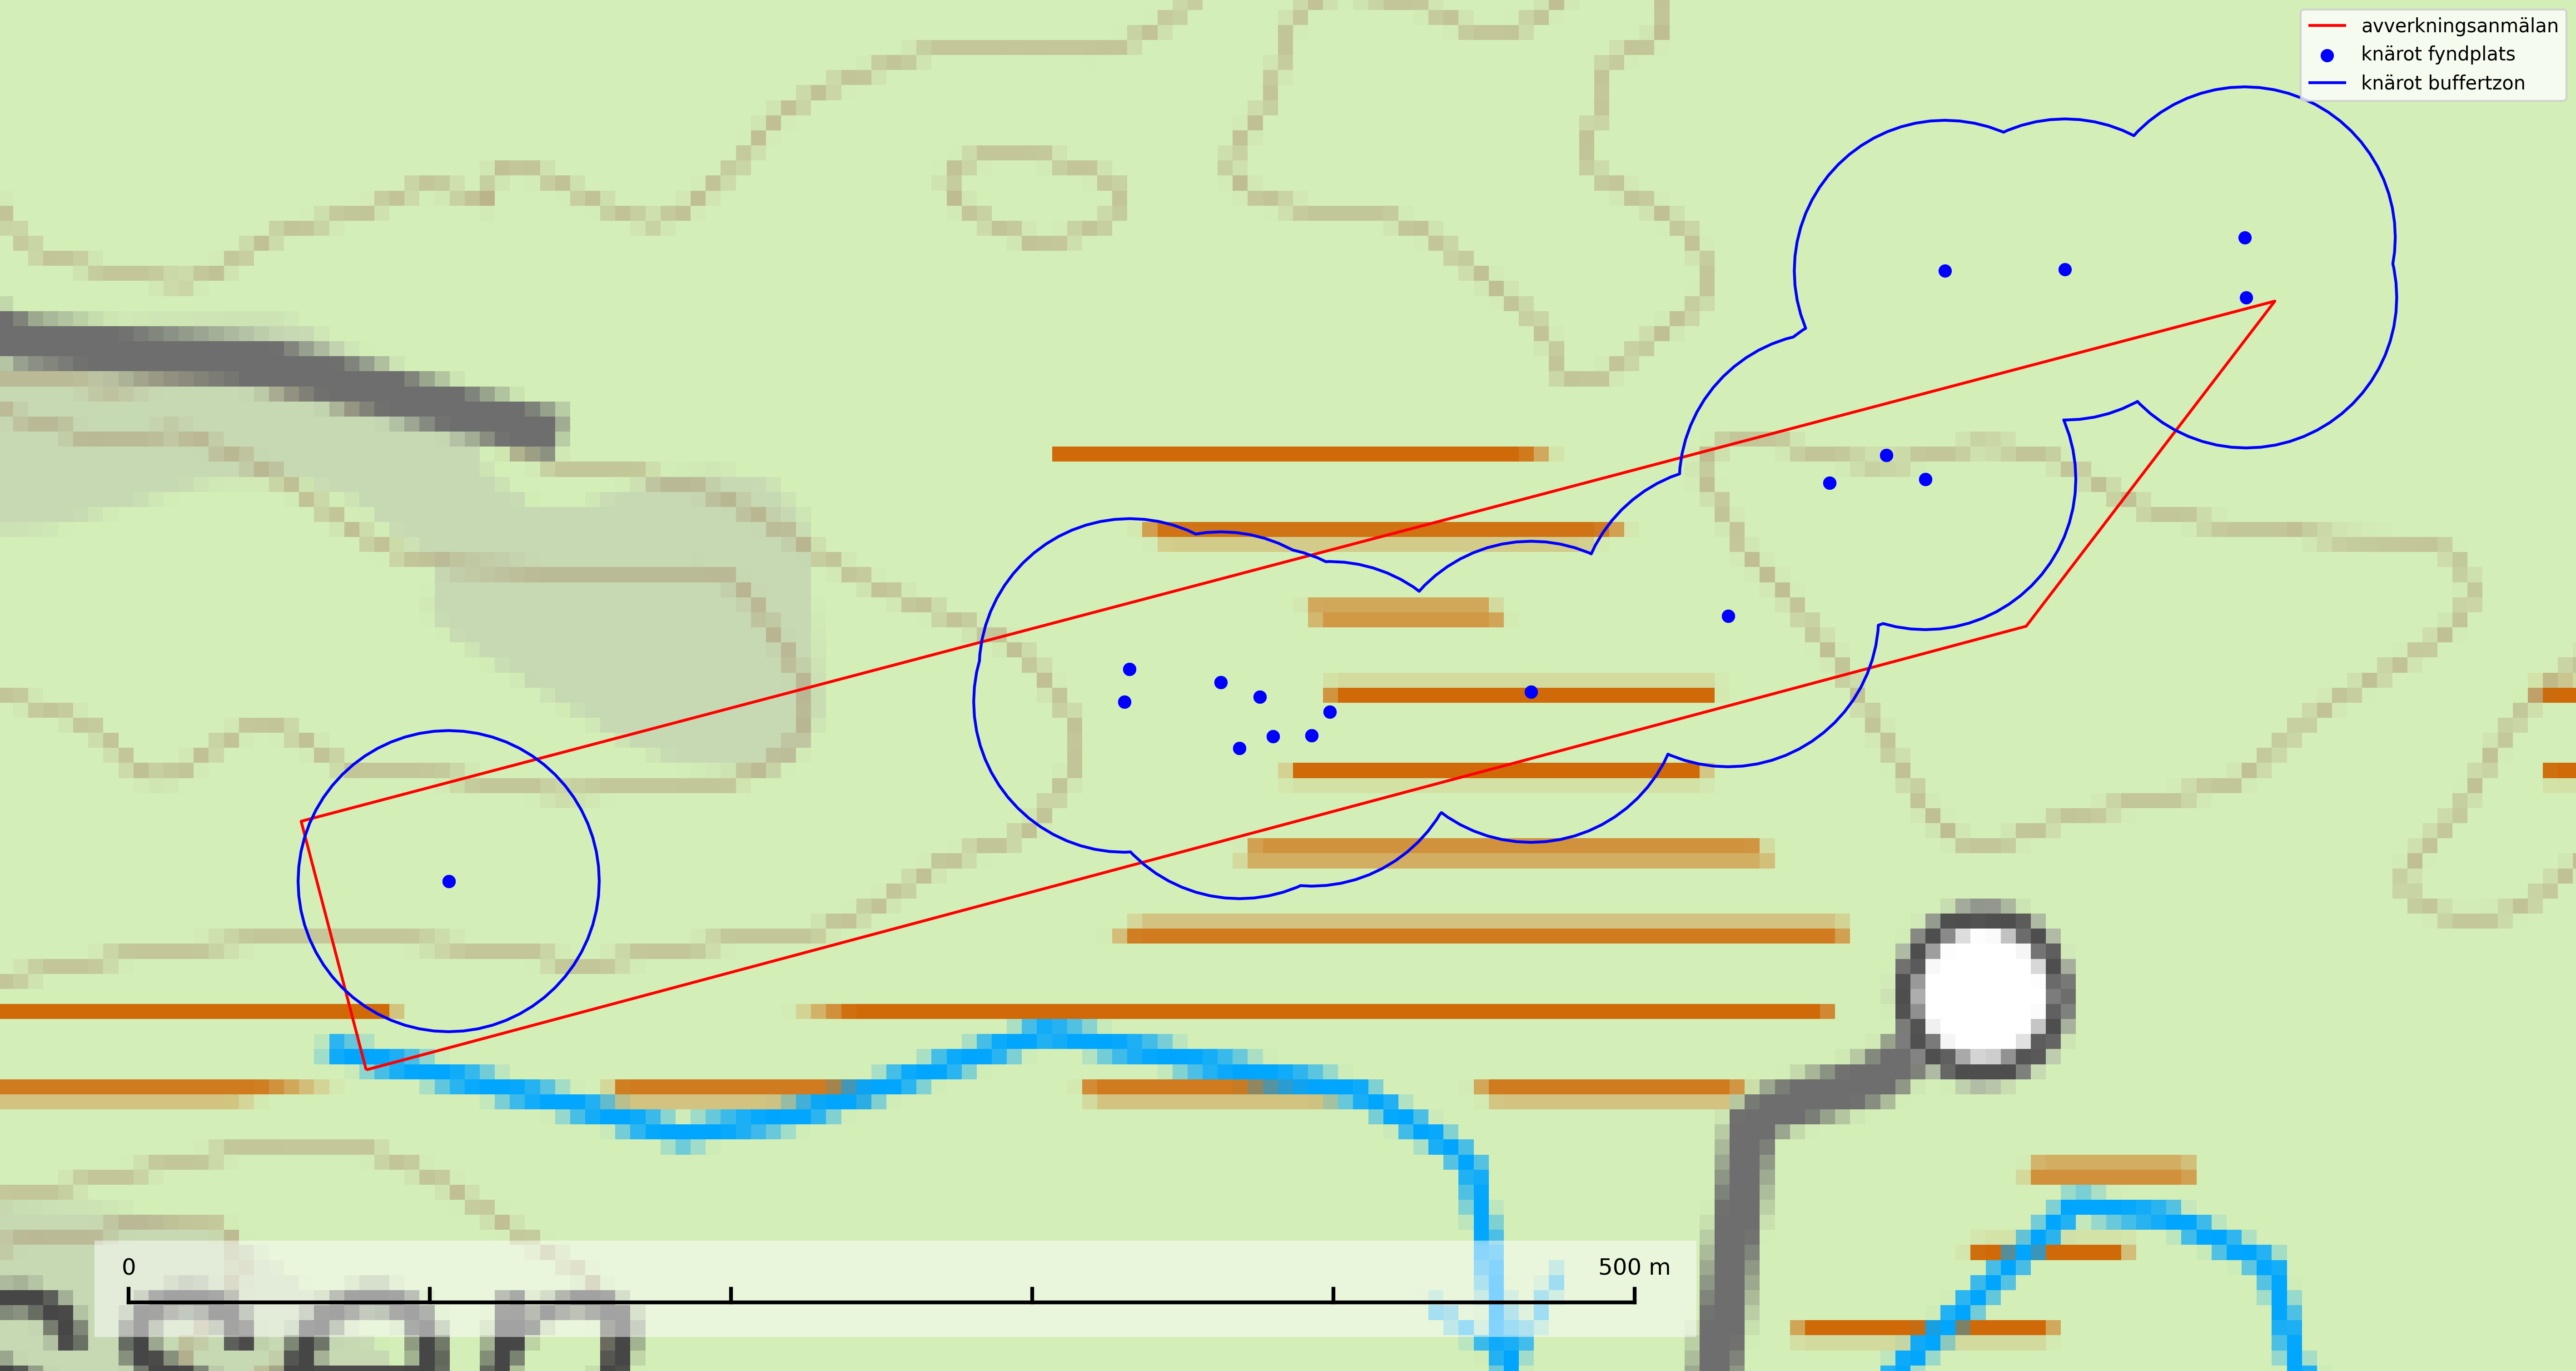 avverkningsanmälan
knärot fyndplats
knärot buffertzon
0 500 m